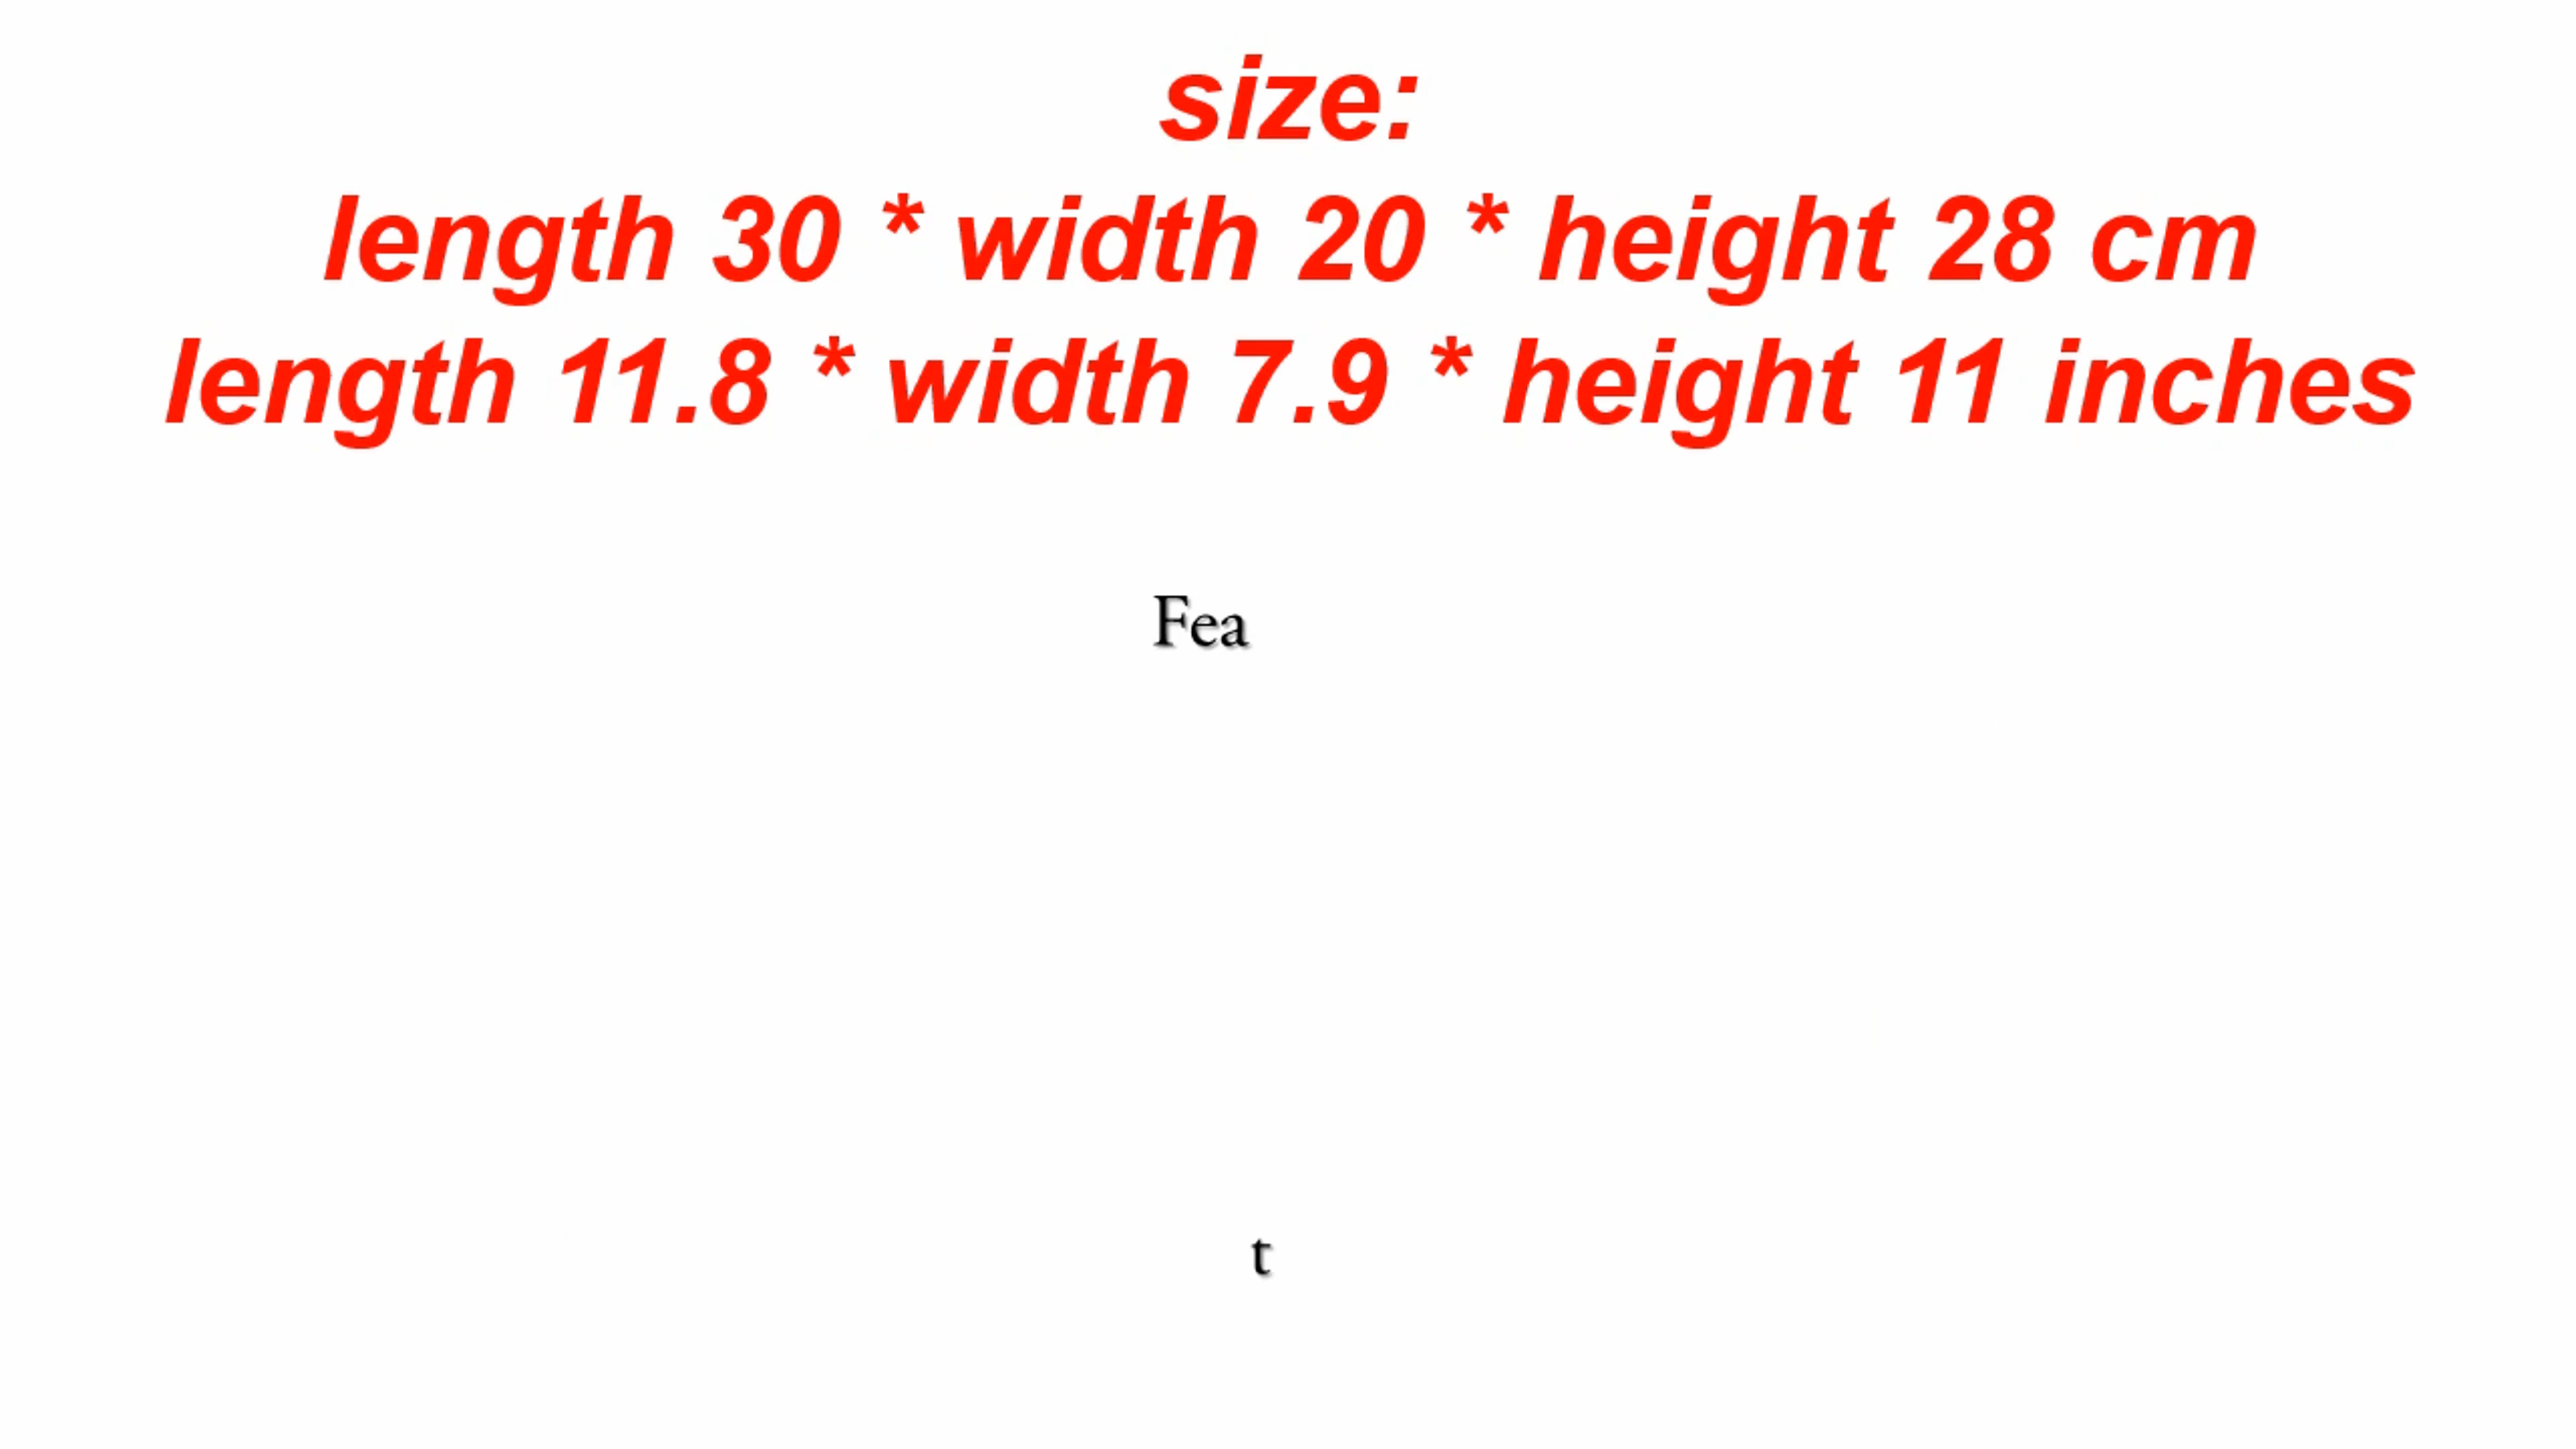 size:
length 30 * width 20 * height 28 cm
length 11.8 * width 7.9 * height 11 inches
Fea
t